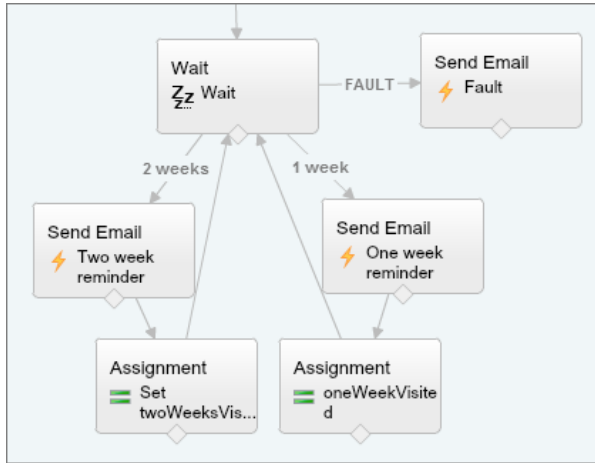 Wait
Zz
z...
Wait
FAULT
Send Email
Fault
2 weeks
1 week
Send Email
Two week
reminder
Send Email
One week
reminder
Assignment
Set
twoWeeksVis...
Assignment
oneWeekVisite
d